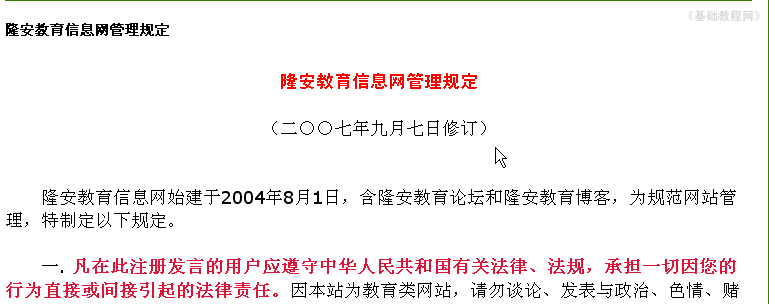 《基础教程网》
隆安教育信息网管理规定
隆安教育信息网管理规定
（二〇〇七年九月七日修订）
隆安教育信息网始建于2004年8月1日，含隆安教育论坛和隆安教育博客，为规范网站管
理，特制定以下规定。
一. 凡在此注册发言的用户应遵守中华人民共和国有关法律、法规，承担一切因您的
行为直接或间接引起的法律责任。因本站为教育类网站，请勿谈论、发表与政治、色情、赌